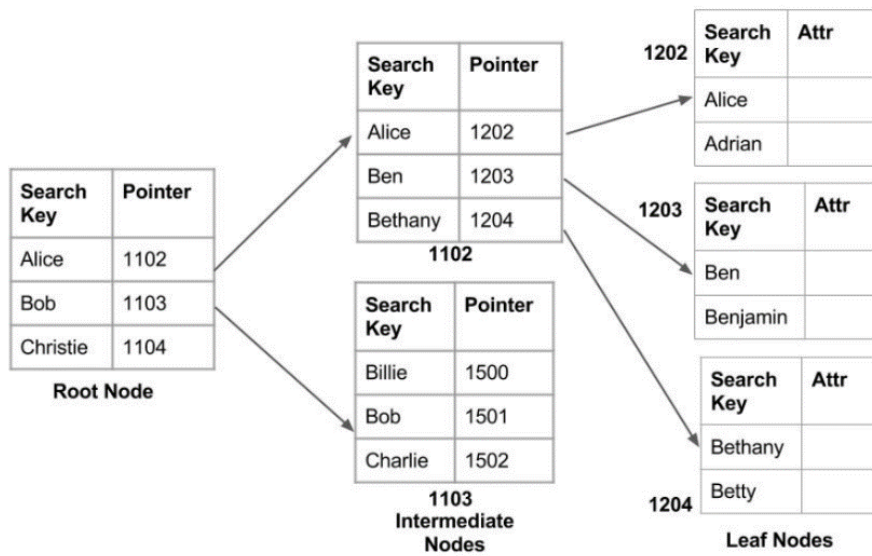 Search Key Pointer
Alice 1102
Bob 1103
Christie 1104
Root Node
Search Key Pointer
Alice 1202
Ben 1203
Bethany 1204
1102
Search Key Pointer
Billie 1500
Bob 1501
Charlie 1502
1103
Intermediate
Nodes
1202
Search Key Attr
Alice
Adrian
1203
Search Key Attr
Ben
Benjamin
Search Key Attr
Bethany
Betty
1204
Leaf Nodes